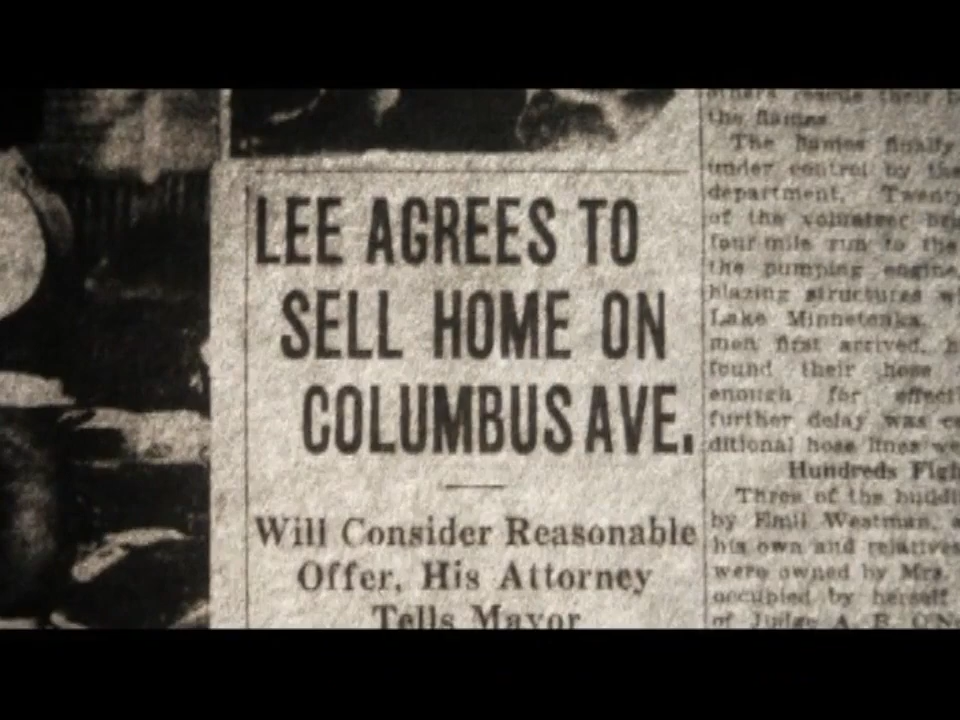 LEE AGREES TO
SELL HOME ON
COLUMBUS AVE.
Will Consider Reasonable
Offer, His Attorney
Tells Mayor
others rescue their
the flames.
The flames finally
under control by the
department.
of the volunteer
four mile run to the
the pumping engine,
blazing structures
Lake Minnetonka.
men first arrived,
found their hose
enough for
further delay was
ditional hose lines
Hundreds
Three of the
by Emil Westman,
his own and relatives
were owned by Mrs.
occupied by herself
of Judge A. B.